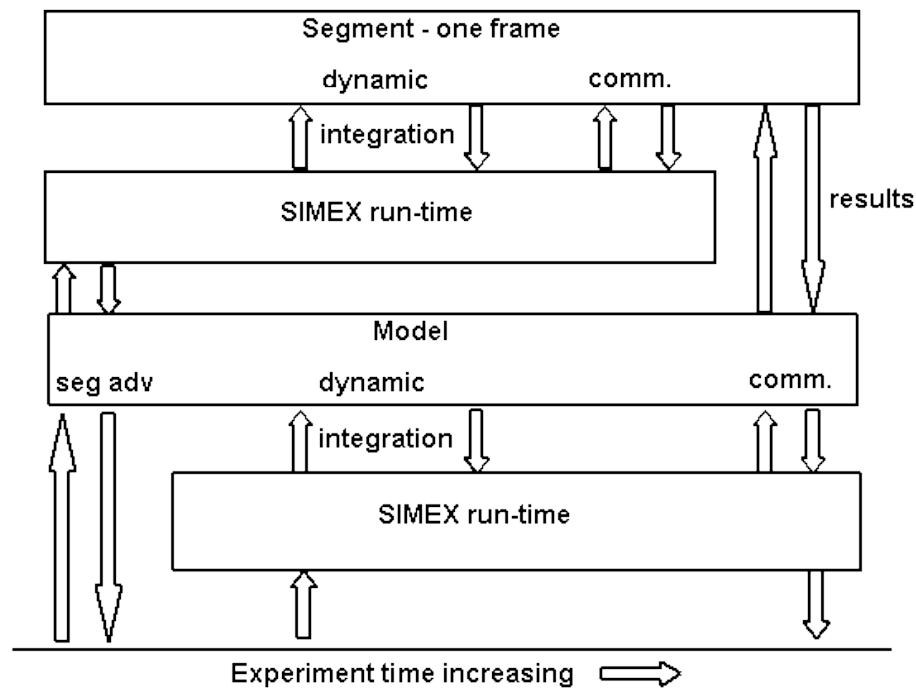 Segment - one frame
dynamic
comm.
integration
results
SIMEX run-time
Model
seg adv
dynamic
comm.
integration
SIMEX run-time
Experiment time increasing